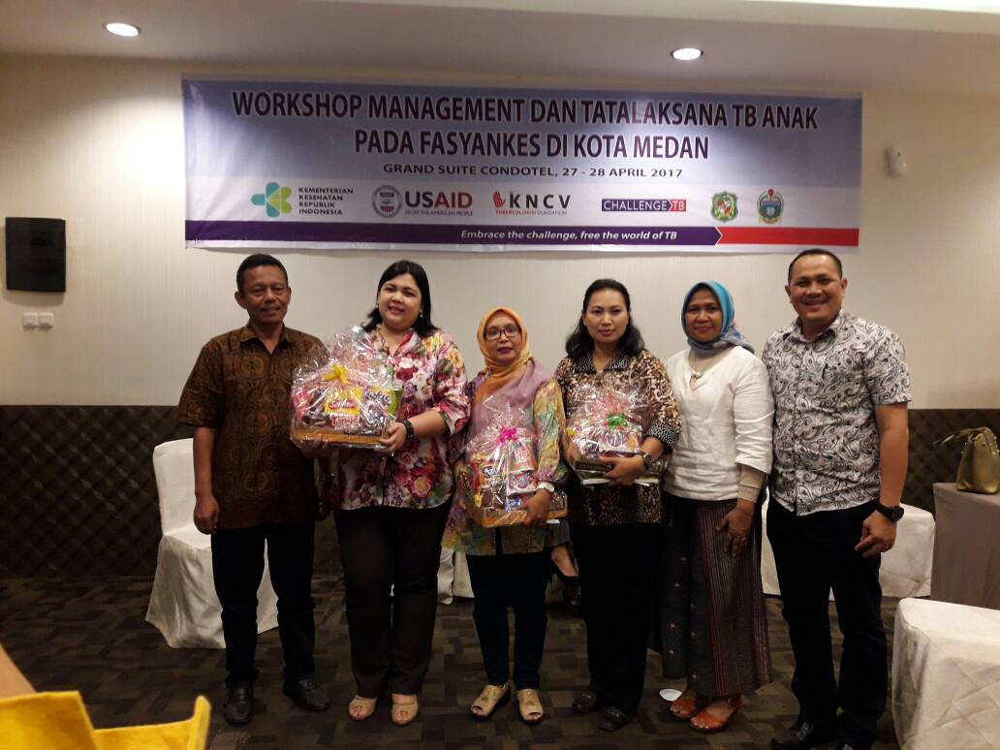 WORKSHOP MANAGEMENT DAN TATALAKSANA TB ANAK
PADA FASYANKES DI KOTA MEDAN
GRAND SUITE CONDOTEL, 27 - 28 APRIL 2017
KEMENTERIAN
KESEHATAN
REPUBLIK
INDONESIA
USAID
FROM THE AMERICAN PEOPLE
KNCV
TUBERCULOSISFOUNDATION
CHALLENGE TB
Embrace the challenge, free the world of TB